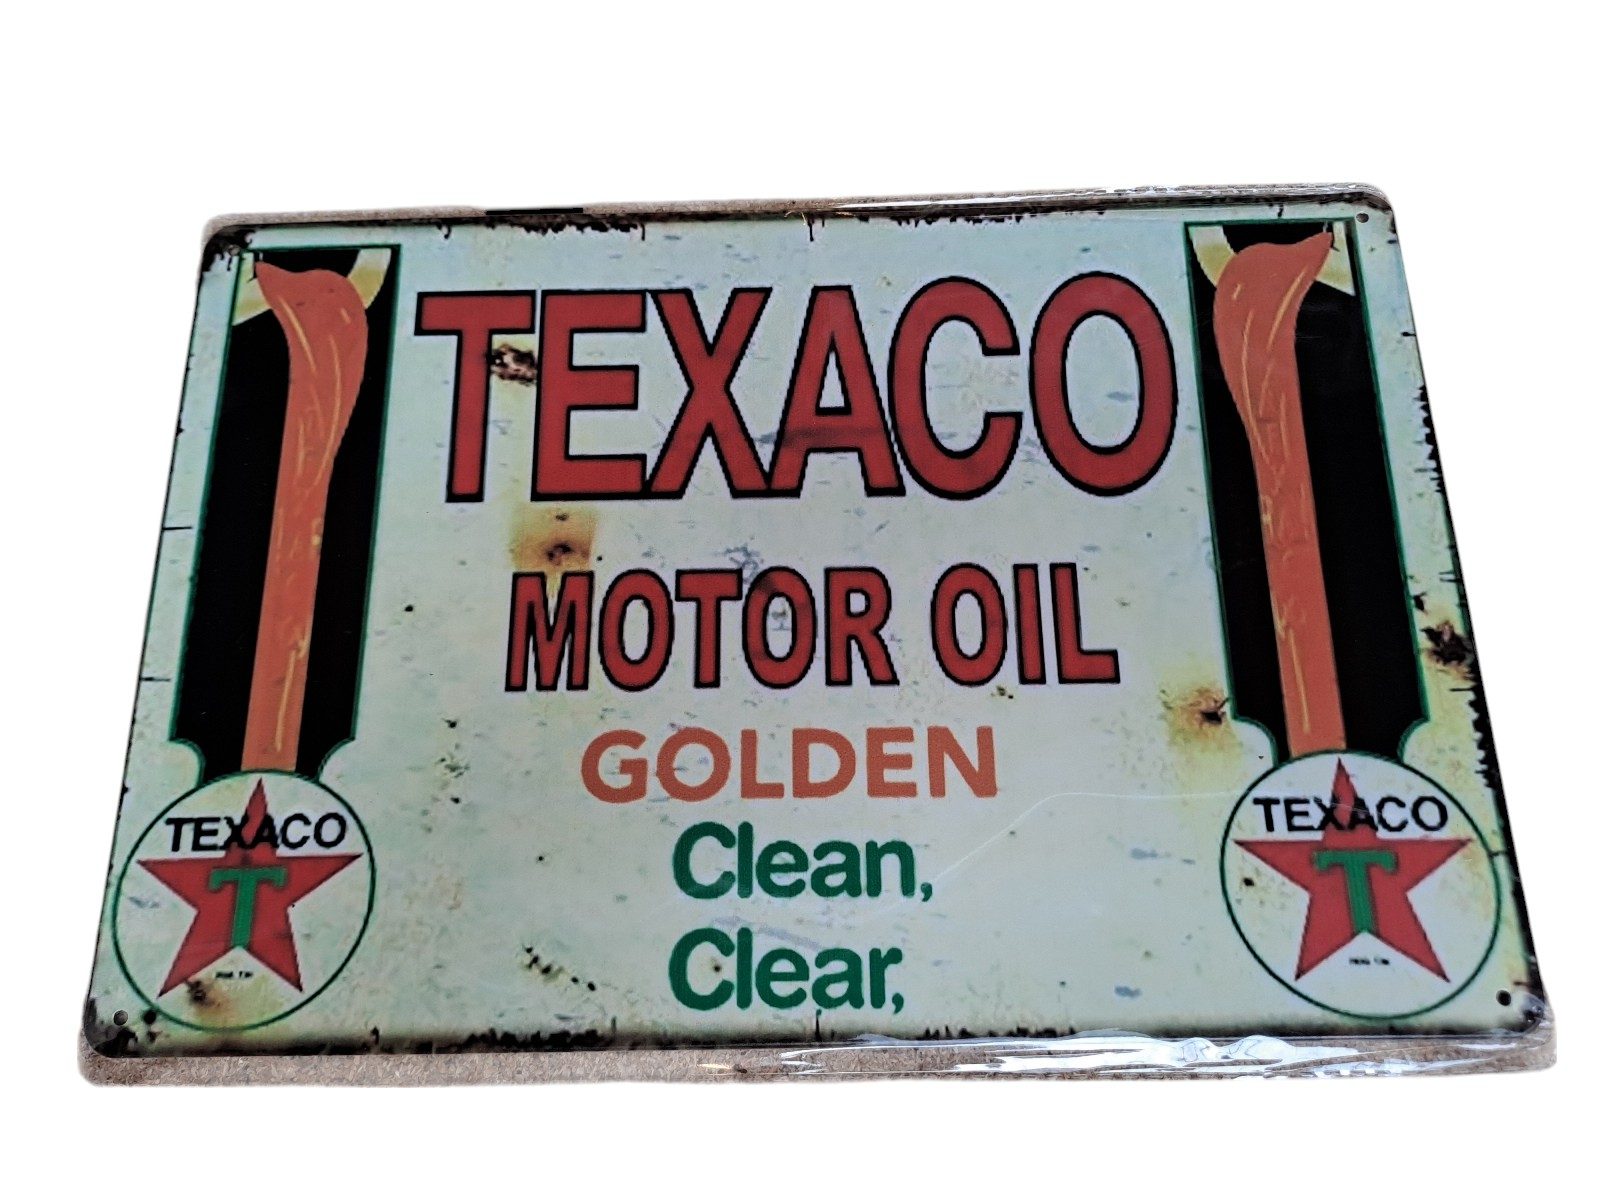 TEXACO
MOTOR OIL
GOLDEN
Clean,
Clear,
TEXACO
T
TEXACO
T